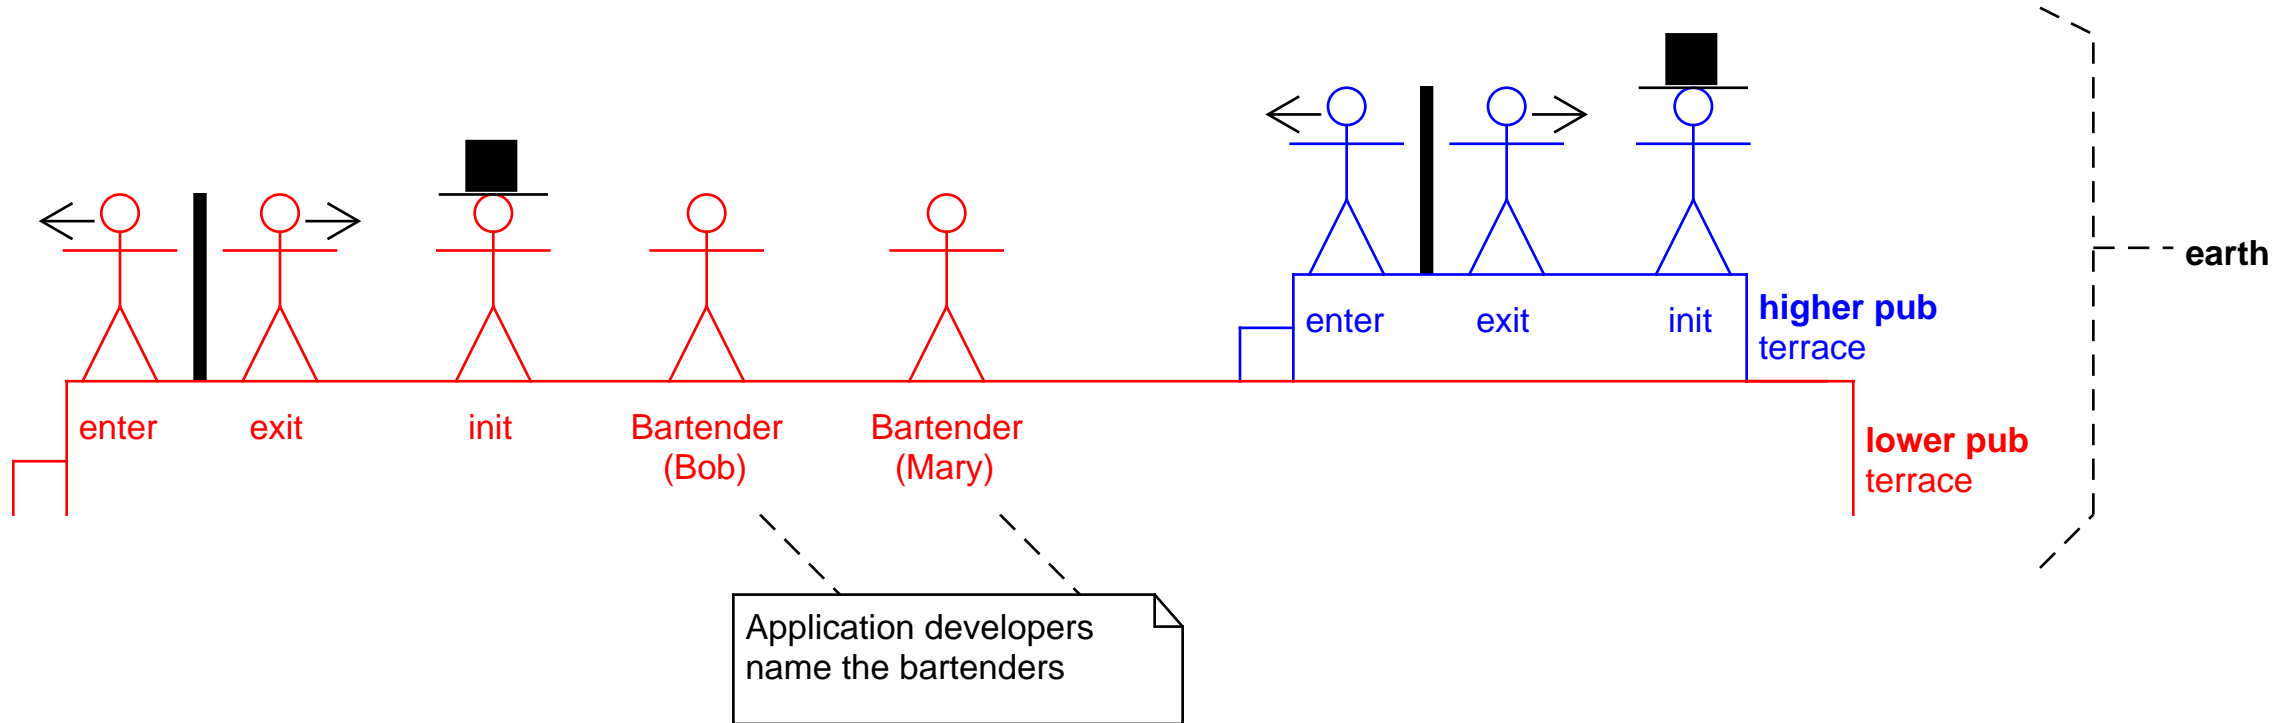 earth
enter
exit
init
higher pub
terrace
enter
exit
init
Bartender
(Bob)
Bartender
(Mary)
lower pub
terrace
Application developers
name the bartenders